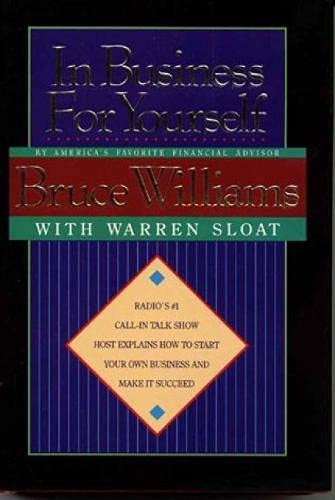 In Business
For Yourself
BY AMERICA'S FAVORITE FINANCIAL ADVISOR
Bruce Williams
WITH WARREN SLOAT
RADIO'S #1
CALL-IN TALK SHOW
HOST EXPLAINS HOW TO START
YOUR OWN BUSINESS AND
MAKE IT SUCCEED